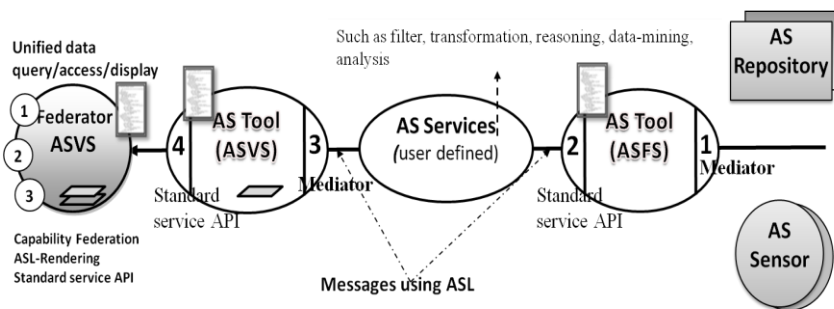 Unified data
query/access/display
1
2
3
Federator
ASVS
Capability Federation
ASL-Rendering
Standard service API
4
AS Tool
(ASVS)
3
Mediator
Standard
service API
Such as filter, transformation, reasoning, data-mining,
analysis
AS Services
(user defined)
Messages using ASL
2
AS Tool
(ASFS)
1
Mediator
Standard
service API
AS
Repository
AS
Sensor